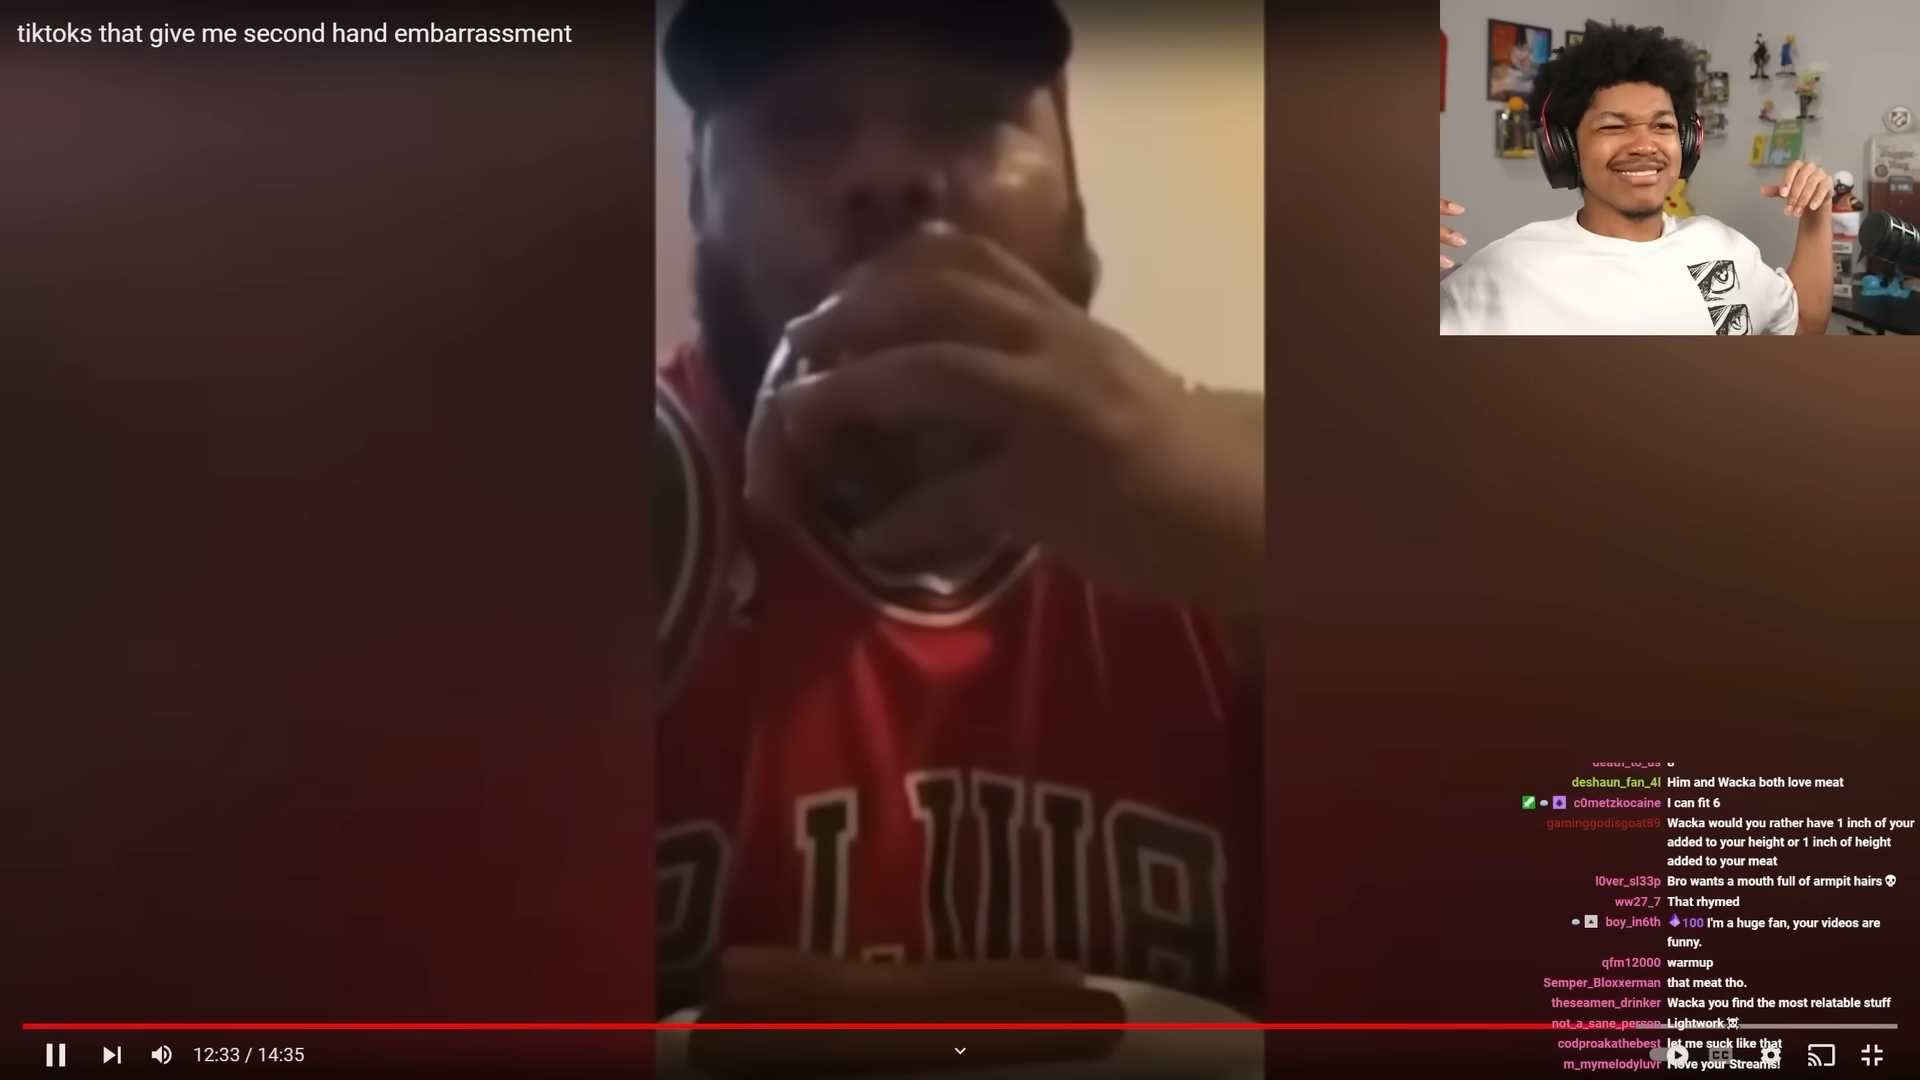 tiktoks that give me second hand embarrassment
BULL
death_to_us 8
deshaun_fan_4l Him and Wacka both love meat
c0metzkocaine I can fit 6
gaminggodisgoat89 Wacka would you rather have 1 inch of your
added to your height or 1 inch of height
added to your meat
l0ver_sl33p Bro wants a mouth full of armpit hairs💀
ww27_7 That rhymed
boy_in6th 100 I'm a huge fan, your videos are
funny.
qfm12000 warmup
Semper_Bloxxerman that meat tho.
theseamen_drinker Wacka you find the most relatable stuff
not_a_sane_person Lightwork ☠
codproakathebest let me suck like that
m_mymelodyluvr I love your Streams!
12:33 / 14:35
CC